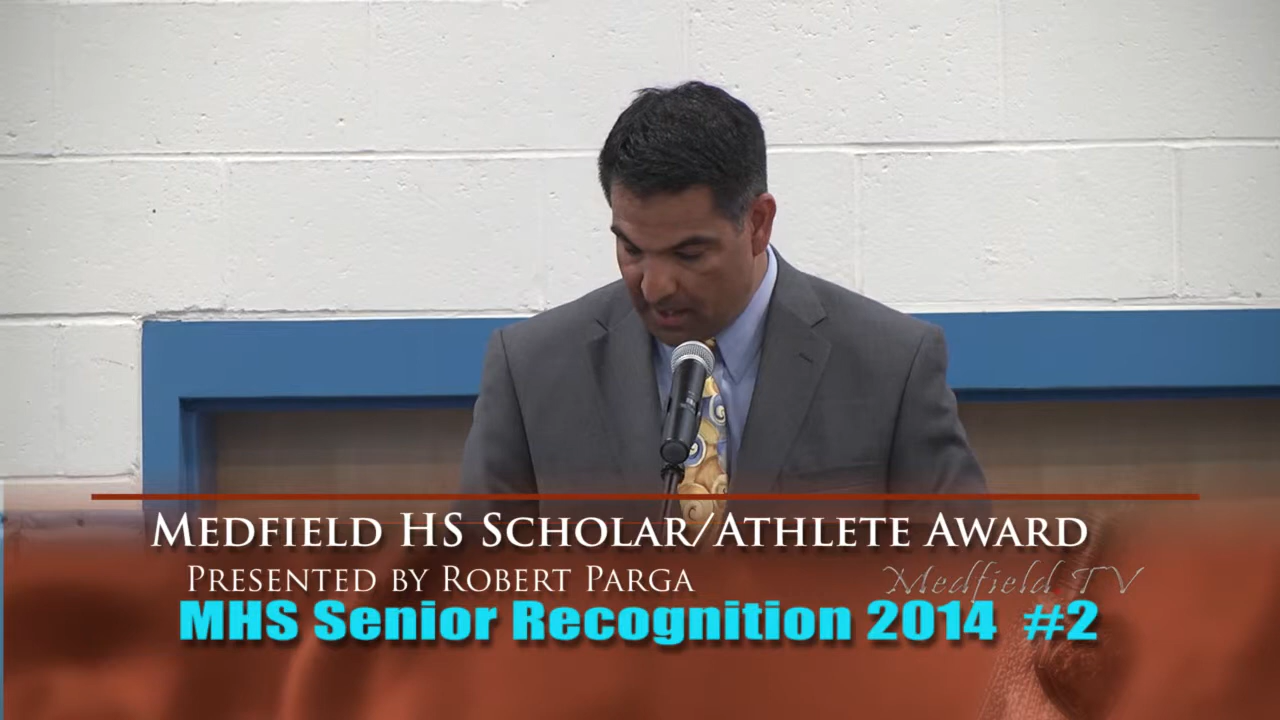 Medfield HS Scholar/Athlete Award
Presented by Robert Parga
Medfield TV
MHS Senior Recognition 2014 #2